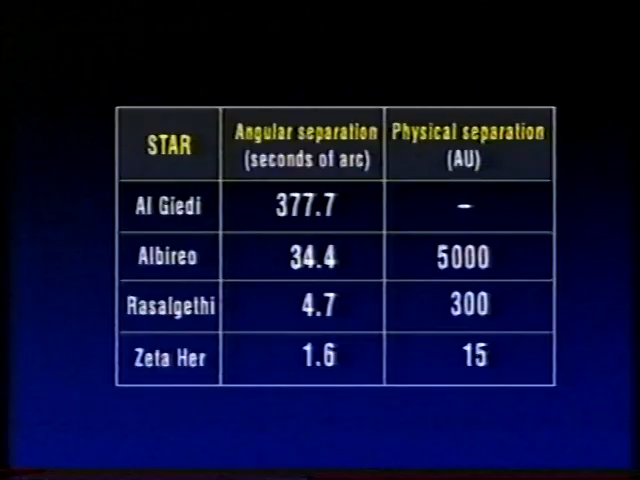 STAR Angular separation (seconds of arc) Physical separation (AU)
Al Giedi 377.7 –
Albireo 34.4 5000
Rasalgethi 4.7 300
Zeta Her 1.6 15